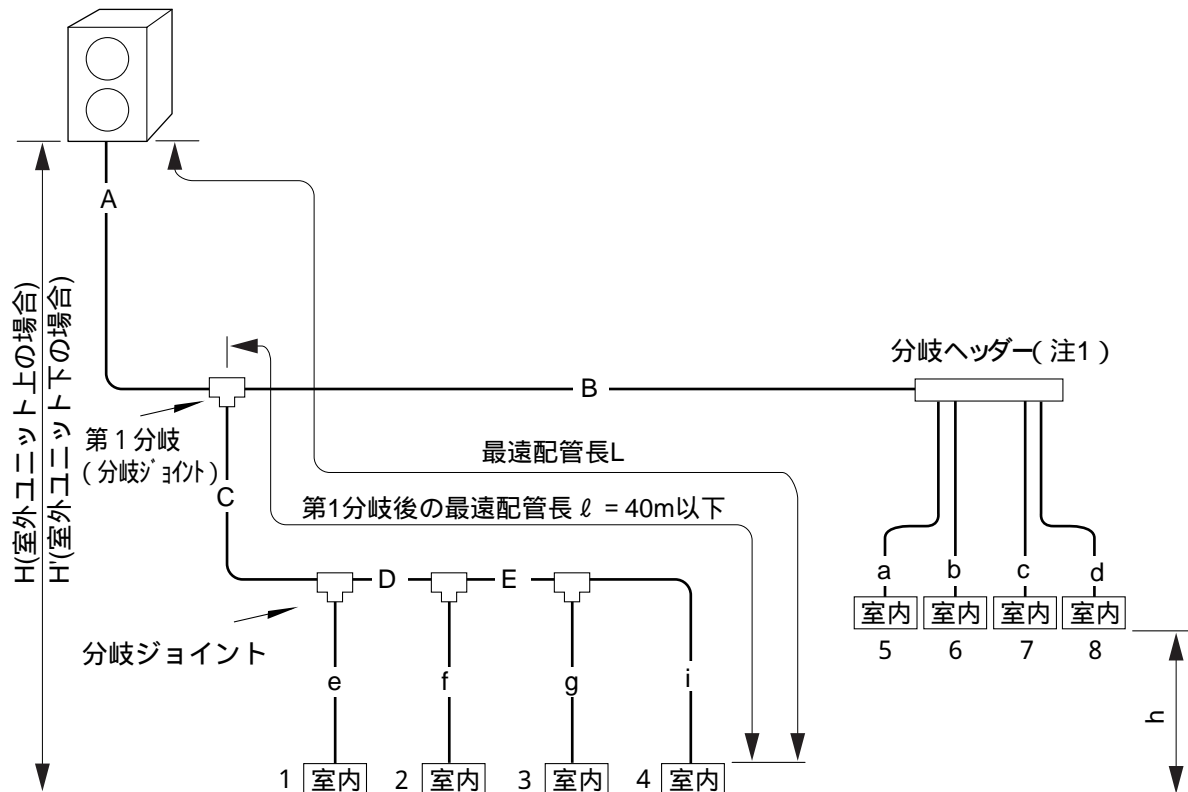 A
H(室外ユニット上の場合)
H'(室外ユニット下の場合)
分岐ヘッダー(注1)
B
第1分岐
(分岐ジョイント)
最遠配管長L
C
第1分岐後の最遠配管長 ℓ = 40m以下
D
E
a
b
c
d
室内
室内
室内
室内
5
6
7
8
分岐ジョイント
e
f
g
i
h
1
室内
2
室内
3
室内
4
室内